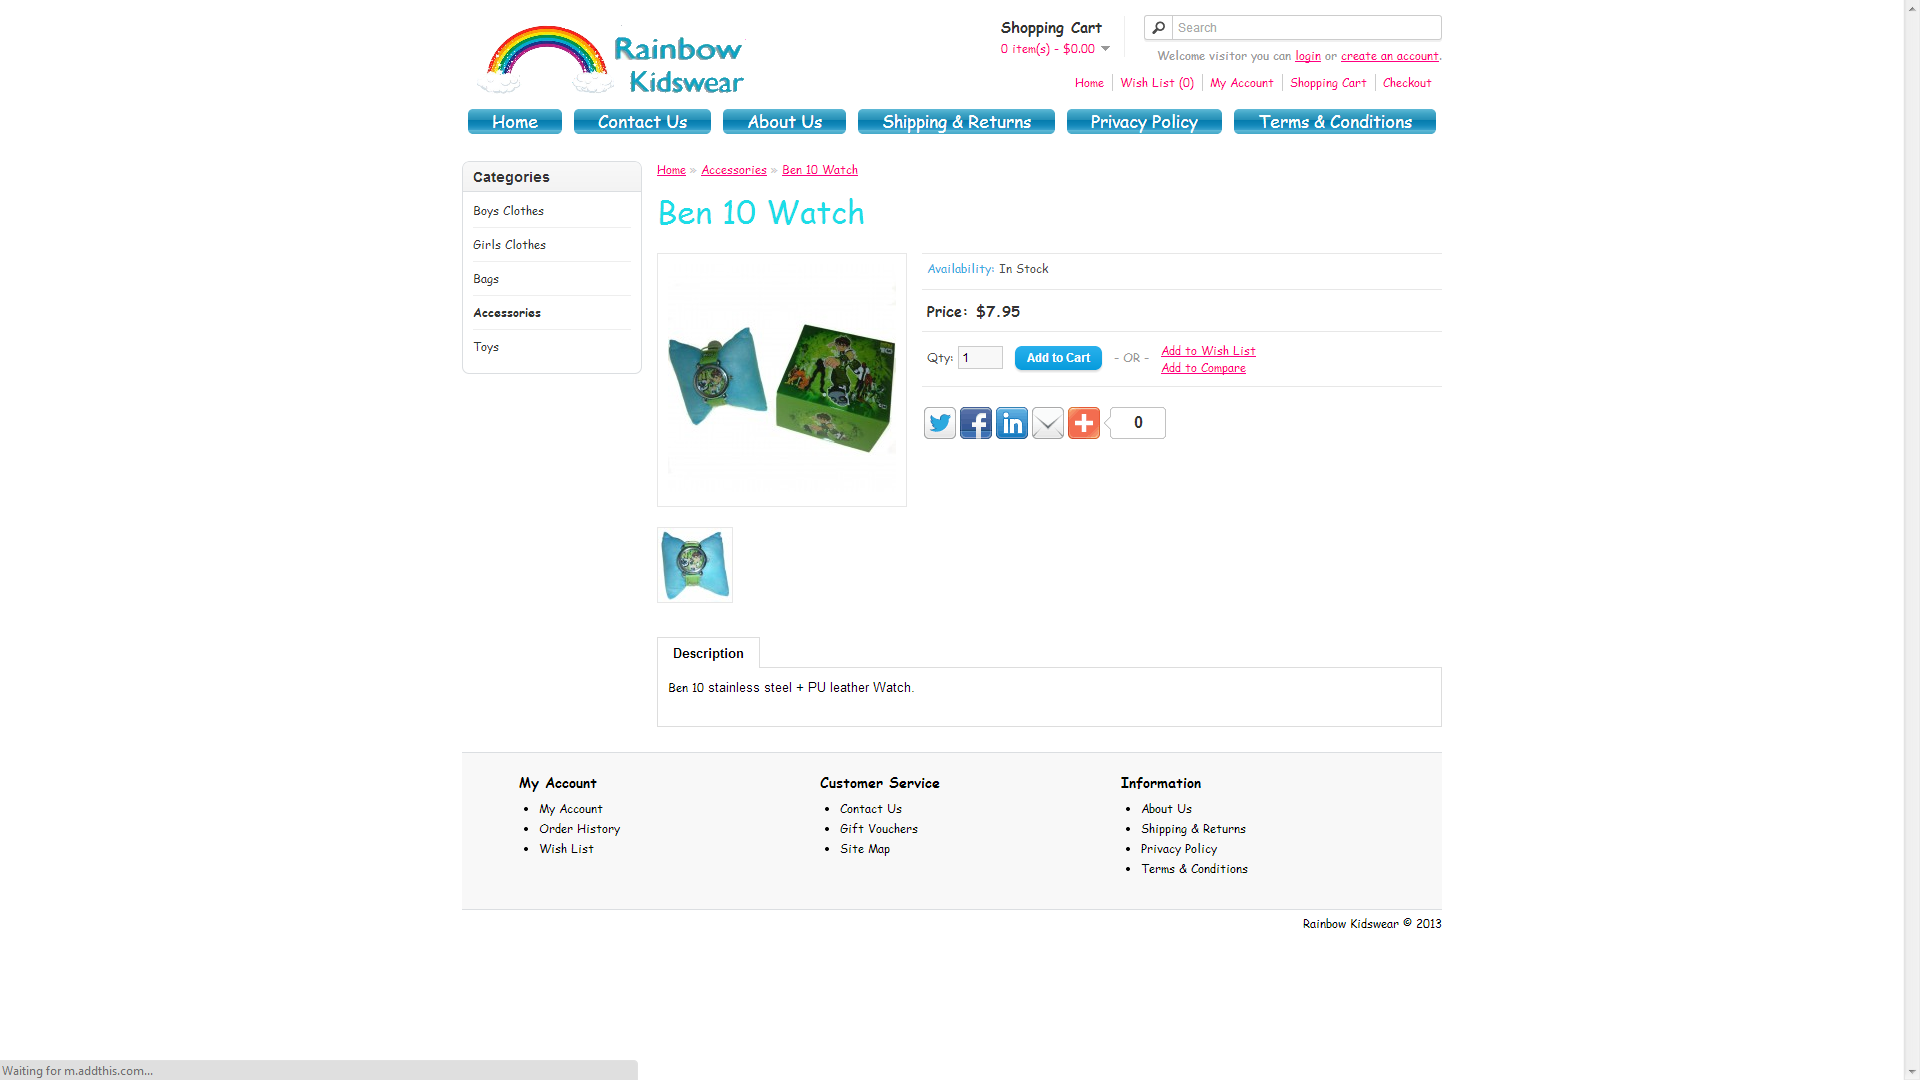 Rainbow
Kidswear
Shopping Cart
0 item(s) - $0.00
Search
Welcome visitor you can login or create an account.
Home
Wish List (0)
My Account
Shopping Cart
Checkout
Home
Contact Us
About Us
Shipping & Returns
Privacy Policy
Terms & Conditions
Categories
Boys Clothes
Girls Clothes
Bags
Accessories
Toys
Home » Accessories » Ben 10 Watch
Ben 10 Watch
Availability: In Stock
Price: $7.95
Qty: 1
Add to Cart
- OR -
Add to Wish List
Add to Compare
0
Description
Ben 10 stainless steel + PU leather Watch.
My Account
My Account
Order History
Wish List
Customer Service
Contact Us
Gift Vouchers
Site Map
Information
About Us
Shipping & Returns
Privacy Policy
Terms & Conditions
Rainbow Kidswear © 2013
Waiting for m.addthis.com...